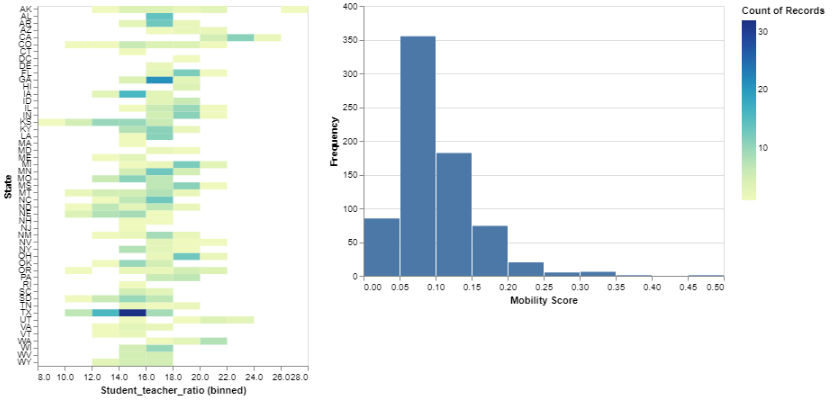 AK
AL
AR
AZ
CA
CO
CT
DC
DE
FL
GA
HI
IA
ID
IL
IN
KS
KY
LA
MA
MD
ME
MI
MN
MO
MS
MT
NC
ND
NE
NH
NJ
NM
NV
NY
OH
OK
OR
PA
RI
SC
SD
TN
TX
UT
VA
VT
WA
WI
WV
WY
State
8.0 10.0 12.0 14.0 16.0 18.0 20.0 22.0 24.0 26.0 28.0
Student_teacher_ratio (binned)
400
350
300
250
200
150
100
50
0
Frequency
0.00 0.05 0.10 0.15 0.20 0.25 0.30 0.35 0.40 0.45 0.50
Mobility Score
Count of Records
30
20
10